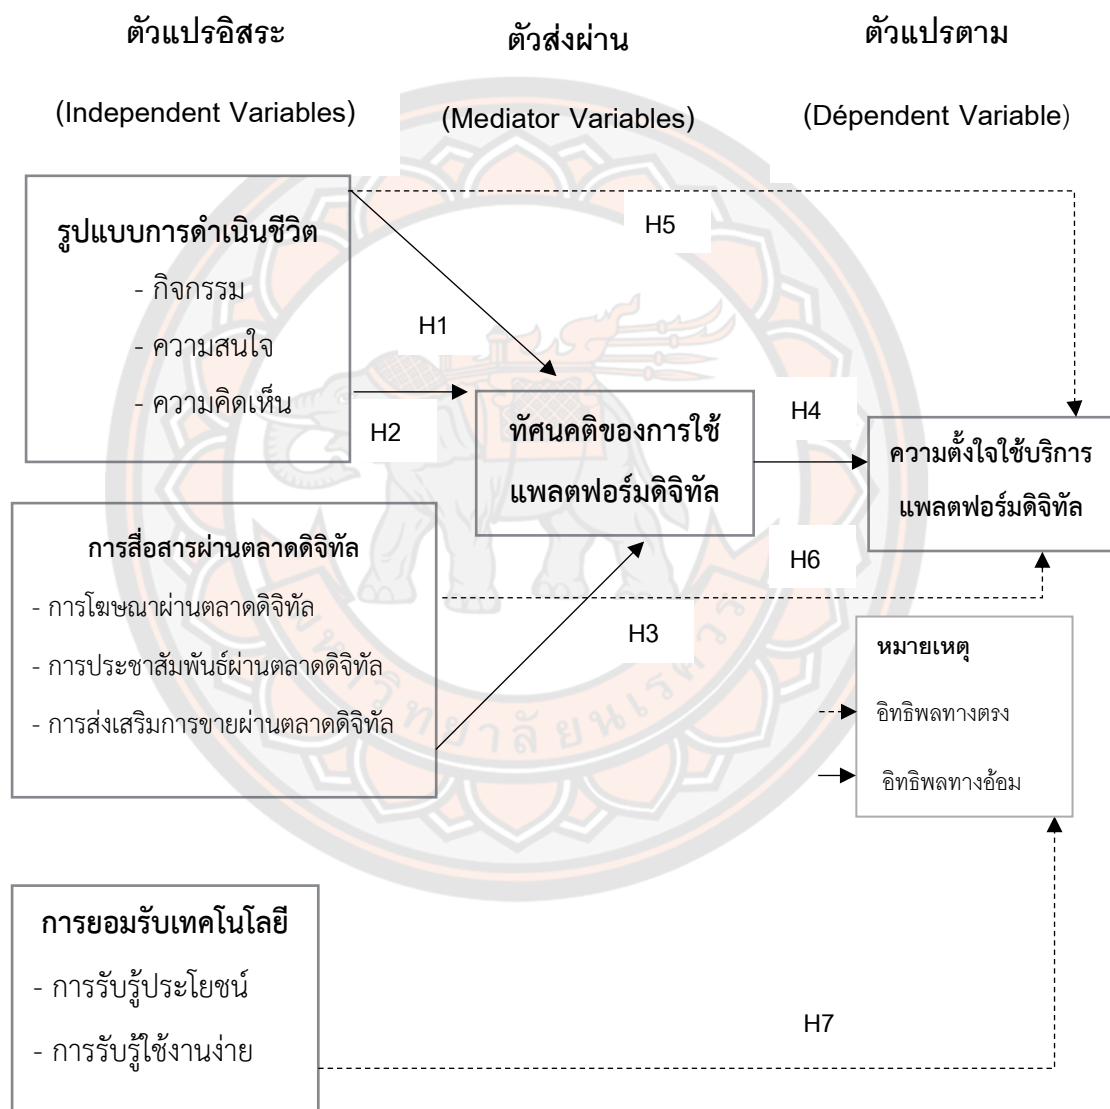 ตัวแปรอิสระ
(Independent Variables)
ตัวส่งผ่าน
(Mediator Variables)
ตัวแปรตาม
(Dépendent Variable)
รูปแบบการดำเนินชีวิต
- กิจกรรม
- ความสนใจ
- ความคิดเห็น
H5
H1
H2
ทัศนคติของการใช้
แพลตฟอร์มดิจิทัล
H4
ความตั้งใจใช้บริการ
แพลตฟอร์มดิจิทัล
การสื่อสารผ่านตลาดดิจิทัล
- การโฆษณาผ่านตลาดดิจิทัล
- การประชาสัมพันธ์ผ่านตลาดดิจิทัล
- การส่งเสริมการขายผ่านตลาดดิจิทัล
H6
H3
หมายเหตุ
อิทธิพลทางตรง
อิทธิพลทางอ้อม
การยอมรับเทคโนโลยี
- การรับรู้ประโยชน์
- การรับรู้ใช้งานง่าย
H7
มหาวิทยาลัยนเรศวร